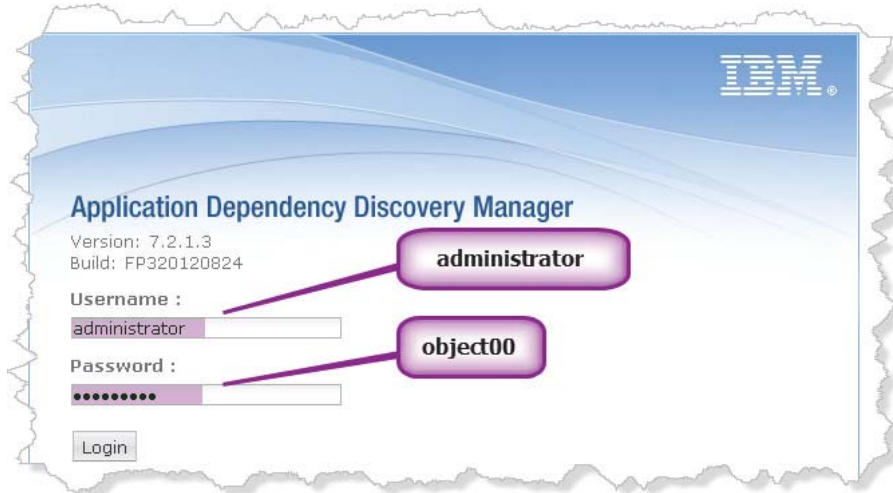 IBM®
Application Dependency Discovery Manager
Version: 7.2.1.3
Build: FP320120824
administrator
Username :
administrator
object00
Password :
•••••••••
Login